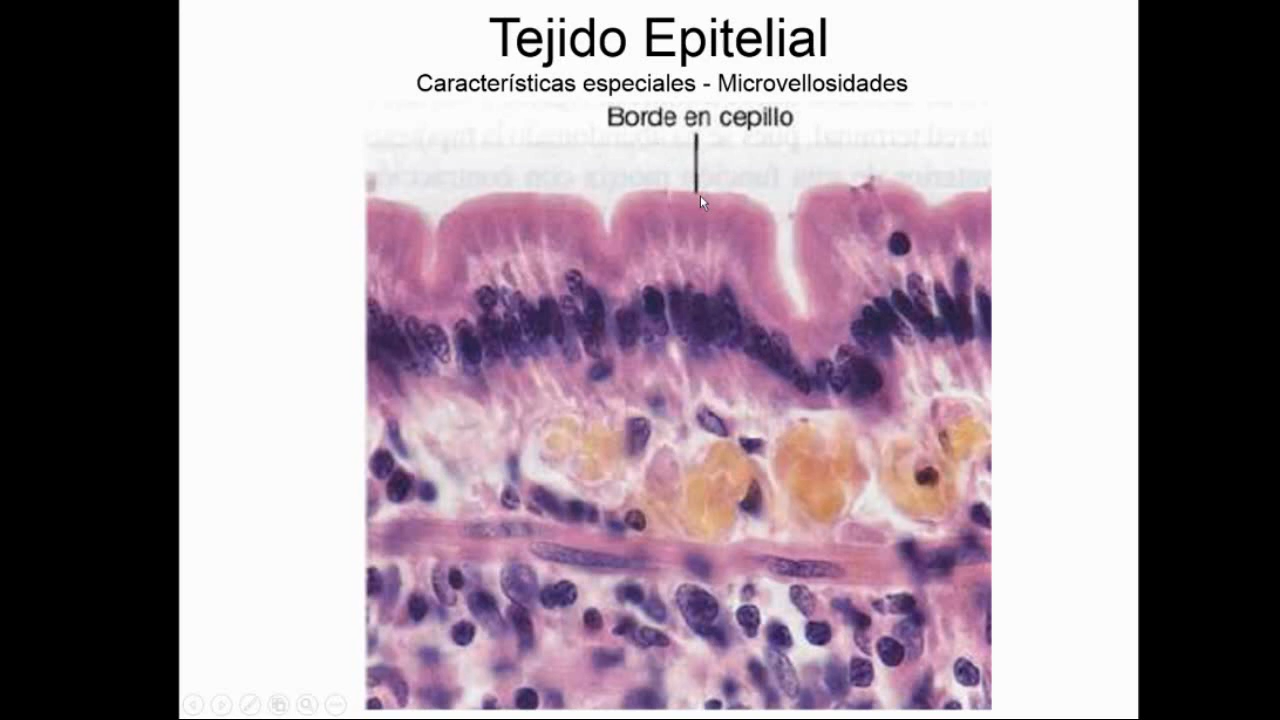 Tejido Epitelial
Características especiales - Microvellosidades
Borde en cepillo